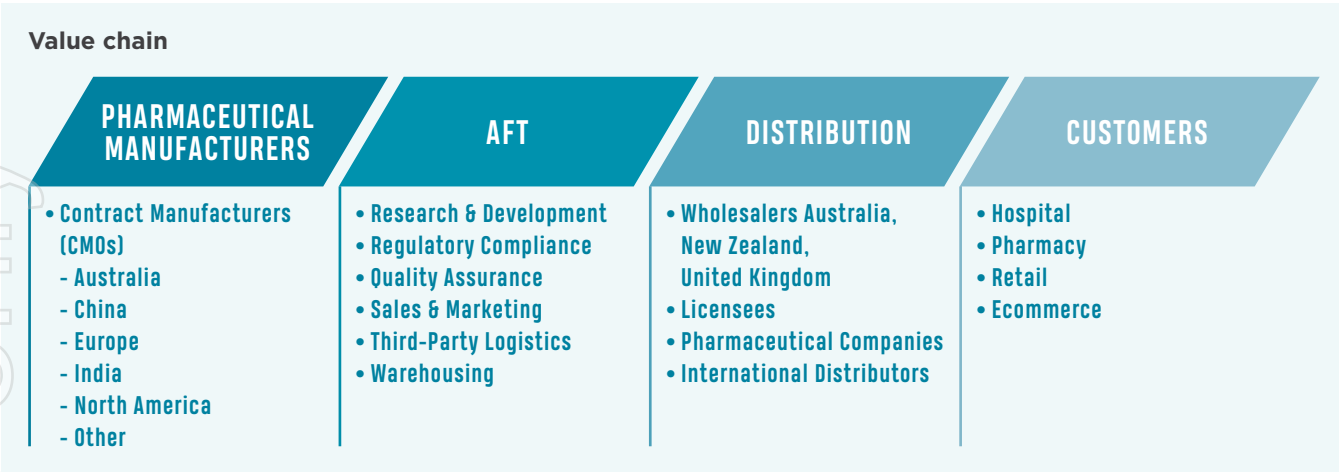 Value chain
PHARMACEUTICAL
MANUFACTURERS
• Contract Manufacturers
(CMOs)
- Australia
- China
- Europe
- India
- North America
- Other
AFT
• Research & Development
• Regulatory Compliance
• Quality Assurance
• Sales & Marketing
• Third-Party Logistics
• Warehousing
DISTRIBUTION
• Wholesalers Australia,
New Zealand,
United Kingdom
• Licensees
• Pharmaceutical Companies
• International Distributors
CUSTOMERS
• Hospital
• Pharmacy
• Retail
• Ecommerce